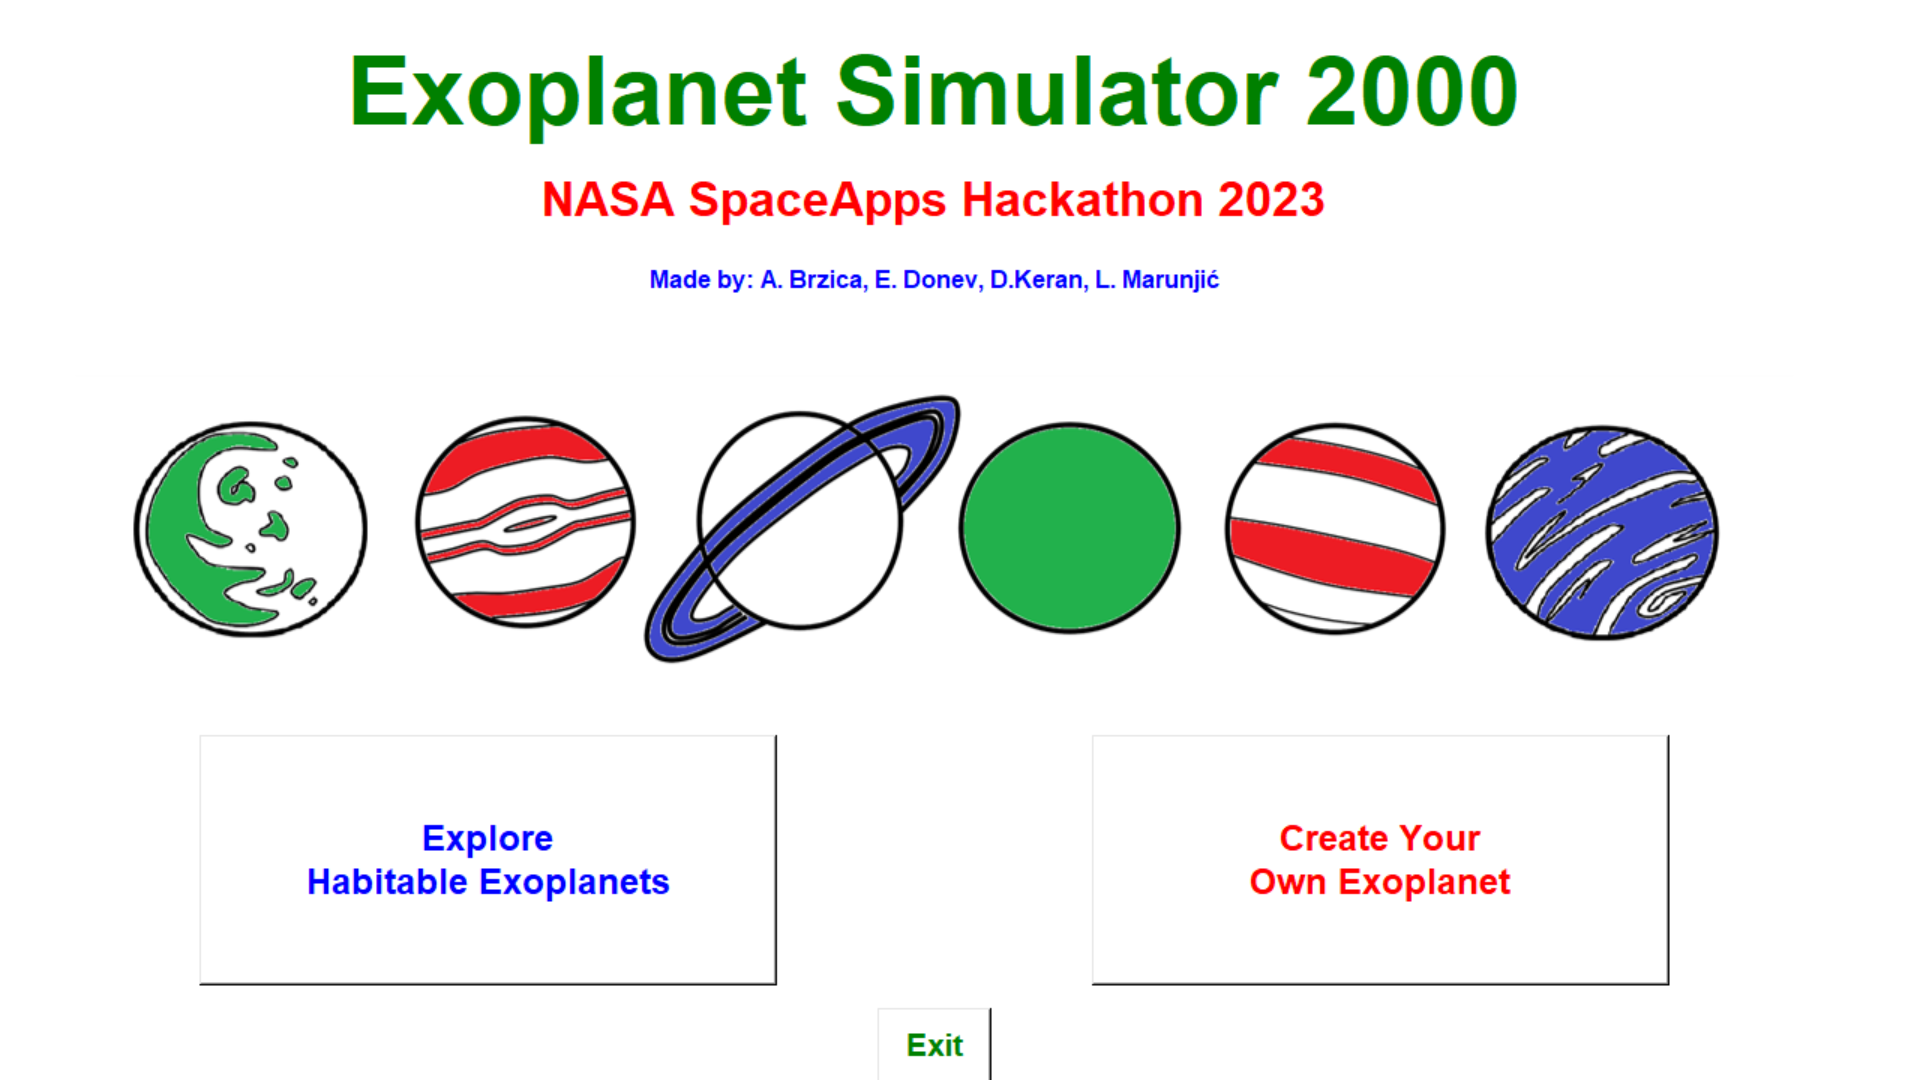 Exoplanet Simulator 2000
NASA SpaceApps Hackathon 2023
Made by: A. Brzica, E. Donev, D.Keran, L. Marunjić
Explore
Habitable Exoplanets
Create Your
Own Exoplanet
Exit